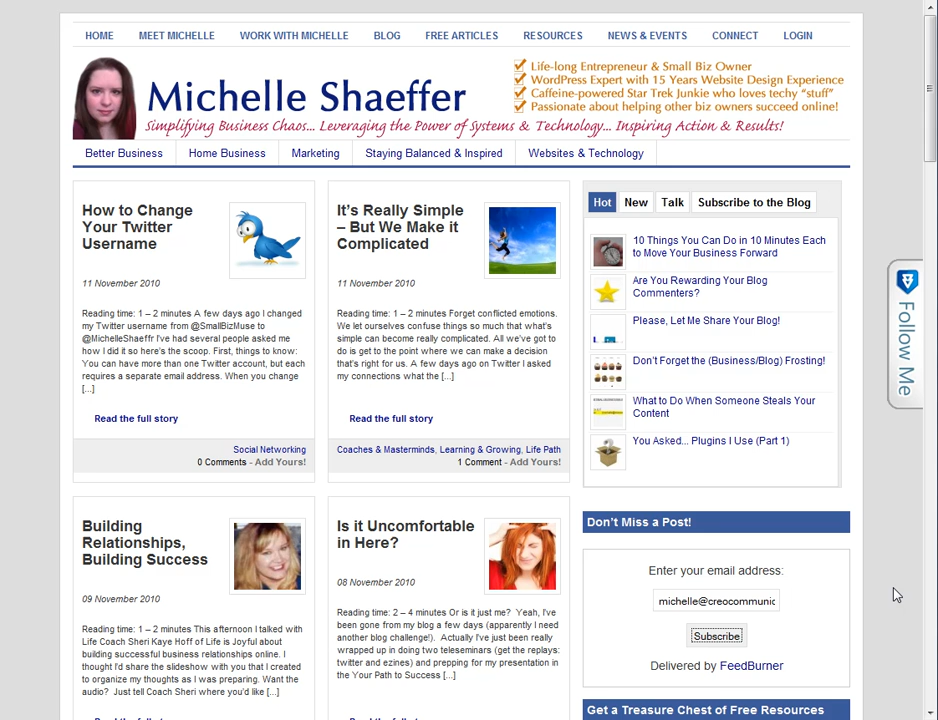 HOME MEET MICHELLE WORK WITH MICHELLE BLOG FREE ARTICLES RESOURCES NEWS & EVENTS CONNECT LOGIN
Michelle Shaeffer
Life-long Entrepreneur & Small Biz Owner
WordPress Expert with 15 Years Website Design Experience
Caffeine-powered Star Trek Junkie who loves techy “stuff”
Passionate about helping other biz owners succeed online!
Simplifying Business Chaos... Leveraging the Power of Systems & Technology... Inspiring Action & Results!
Better Business Home Business Marketing Staying Balanced & Inspired Websites & Technology
How to Change
Your Twitter
Username
11 November 2010
Reading time: 1 – 2 minutes A few days ago I changed
my Twitter username from @SmallBizMuse to
@MichelleShaeffr I've had several people asked me
how I did it so here's the scoop. First, things to know:
You can have more than one Twitter account, but each
requires a separate email address. When you change
[...]
Read the full story
Social Networking
0 Comments - Add Yours!
It’s Really Simple
– But We Make it
Complicated
11 November 2010
Reading time: 1 – 2 minutes Forget conflicted emotions.
We let ourselves confuse things so much that what's
simple can become really complicated. All we've got to
do is get to the point where we can make a decision
that's right for us. A few days ago on Twitter I asked
my connections what the [...]
Read the full story
Coaches & Masterminds, Learning & Growing, Life Path
1 Comment - Add Yours!
Hot New Talk Subscribe to the Blog
10 Things You Can Do in 10 Minutes Each
to Move Your Business Forward
Are You Rewarding Your Blog
Commenters?
Please, Let Me Share Your Blog!
Don’t Forget the (Business/Blog) Frosting!
What to Do When Someone Steals Your
Content
You Asked... Plugins I Use (Part 1)
Follow Me
Building
Relationships,
Building Success
09 November 2010
Reading time: 1 – 2 minutes This afternoon I talked with
Life Coach Sheri Kaye Hoff of Life is Joyful about
building successful business relationships online. I
thought I'd share the slideshow with you that I created
to organize my thoughts as I was preparing. Want the
audio? Just tell Coach Sheri where you'd like [...]
Is it Uncomfortable
in Here?
08 November 2010
Reading time: 2 – 4 minutes Or is it just me? Yeah, I've
been gone from my blog a few days (apparently I need
another blog challenge!). Actually I've just been really
wrapped up in doing two teleseminars (get the replays:
twitter and ezines) and prepping for my presentation in
the Your Path to Success [...]
Don’t Miss a Post!
Enter your email address:
michelle@creocommunic
Subscribe
Delivered by FeedBurner
Get a Treasure Chest of Free Resources